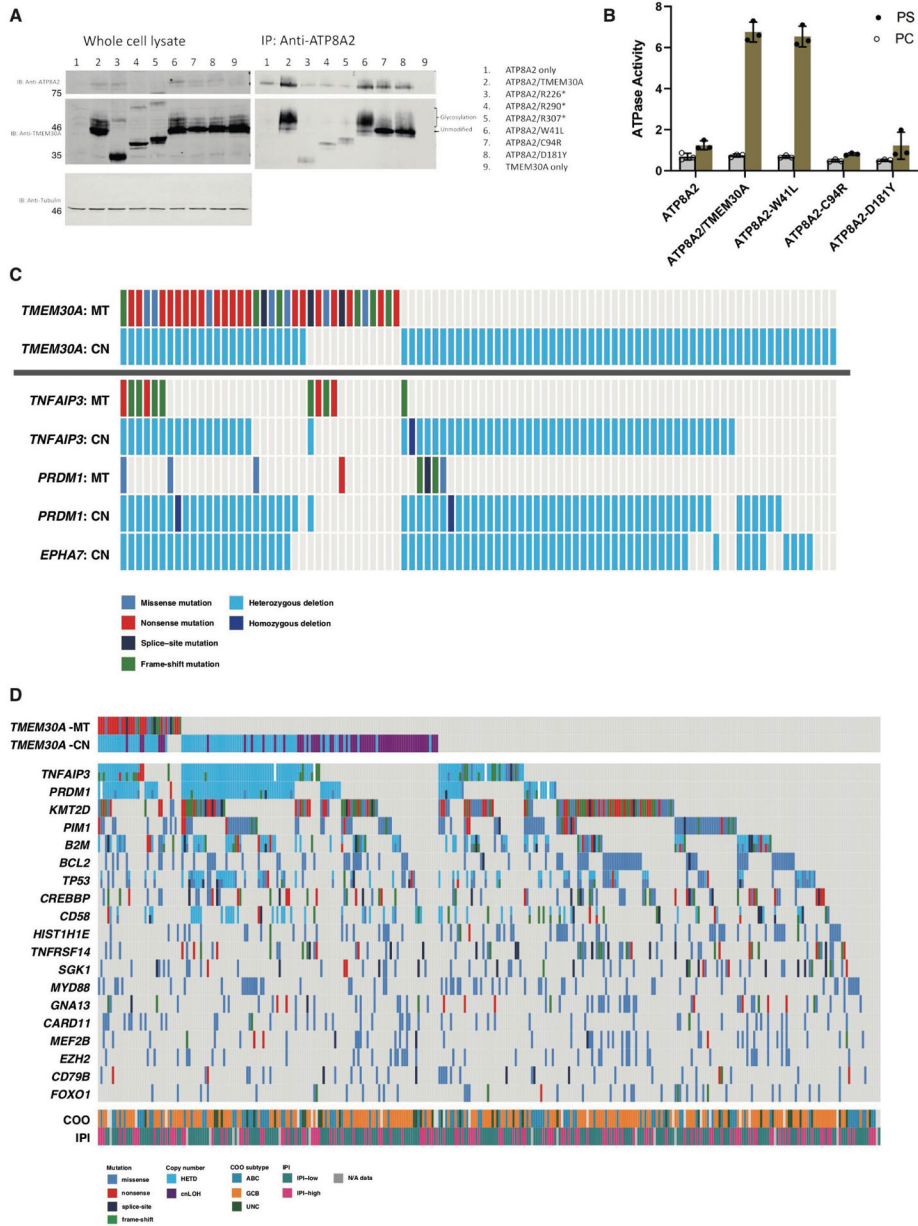 A
Whole cell lysate
IP: Anti-ATP8A2
1 2 3 4 5 6 7 8 9
1 2 3 4 5 6 7 8 9
IB: Anti-ATP8A2
75
46
IB: Anti-TMEM30A
35
Glycosylation
Unmodified
IB: Anti-Tubulin
46
1. ATP8A2 only
2. ATP8A2/TMEM30A
3. ATP8A2/R226*
4. ATP8A2/R290*
5. ATP8A2/R307*
6. ATP8A2/W41L
7. ATP8A2/C94R
8. ATP8A2/D181Y
9. TMEM30A only
B
ATPase Activity
8
6
4
2
0
PS
PC
ATP8A2
ATP8A2/TMEM30A
ATP8A2-W41L
ATP8A2-C94R
ATP8A2-D181Y
C
TMEM30A: MT
TMEM30A: CN
TNFAIP3: MT
TNFAIP3: CN
PRDM1: MT
PRDM1: CN
EPHA7: CN
Missense mutation
Nonsense mutation
Splice-site mutation
Frame-shift mutation
Heterozygous deletion
Homozygous deletion
D
TMEM30A -MT
TMEM30A -CN
TNFAIP3
PRDM1
KMT2D
PIM1
B2M
BCL2
TP53
CREBBP
CD58
HIST1H1E
TNFRSF14
SGK1
MYD88
GNA13
CARD11
MEF2B
EZH2
CD79B
FOXO1
COO
IPI
Mutation
missense
nonsense
splice-site
frame-shift
Copy number
HETD
cnLOH
COO subtype
ABC
GCB
UNC
IPI
IPI-low
IPI-high
N/A data